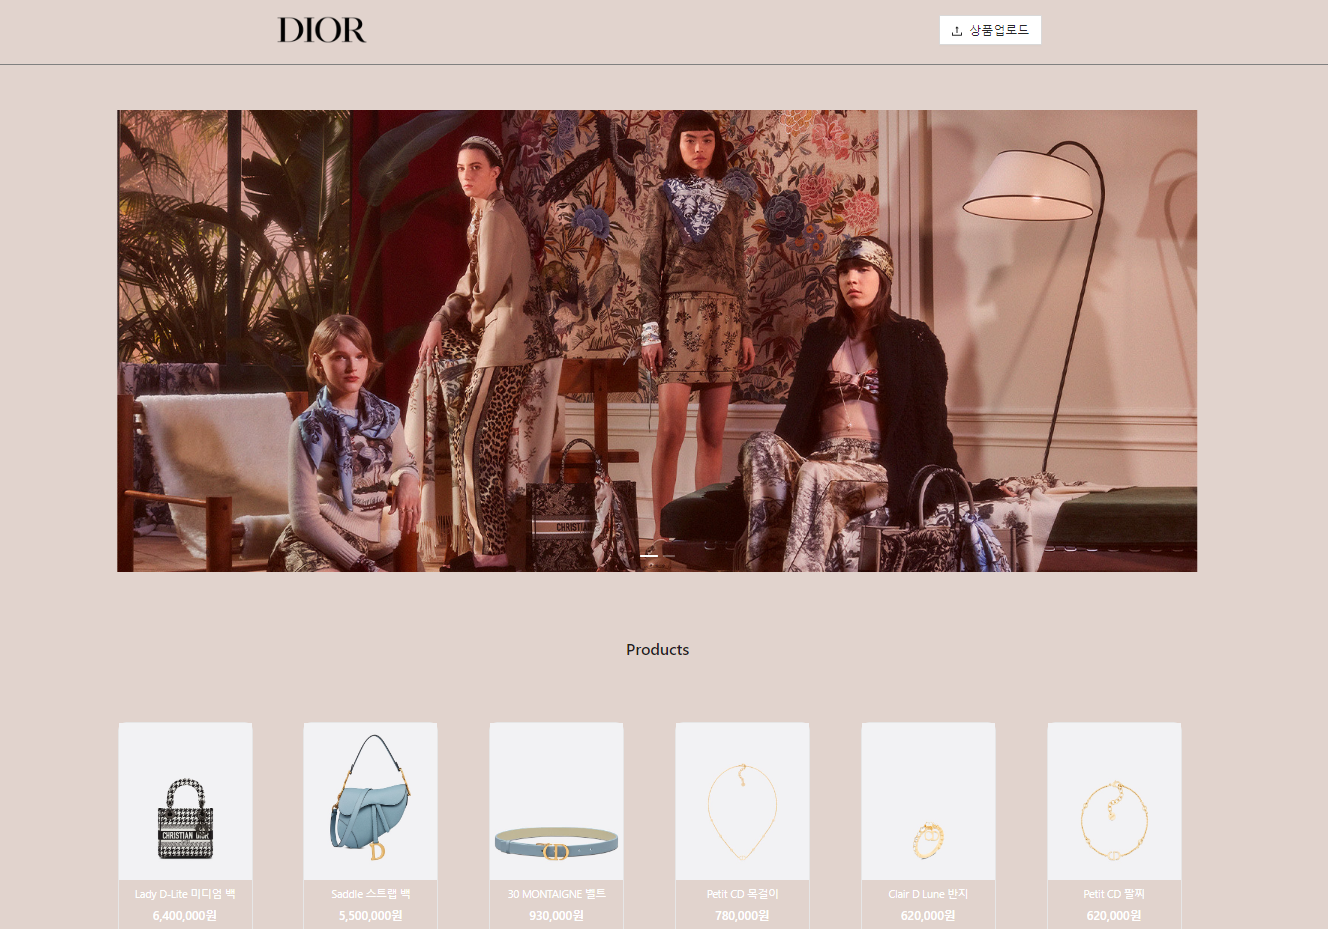 DIOR
상품업로드
CHRISTIAN
Products
CHRISTIAN DIOR
Lady D-Lite 미디엄 백
6,400,000원
Saddle 스트랩 백
5,500,000원
30 MONTAIGNE 벨트
930,000원
Petit CD 목걸이
780,000원
Clair D Lune 반지
620,000원
Petit CD 팔찌
620,000원